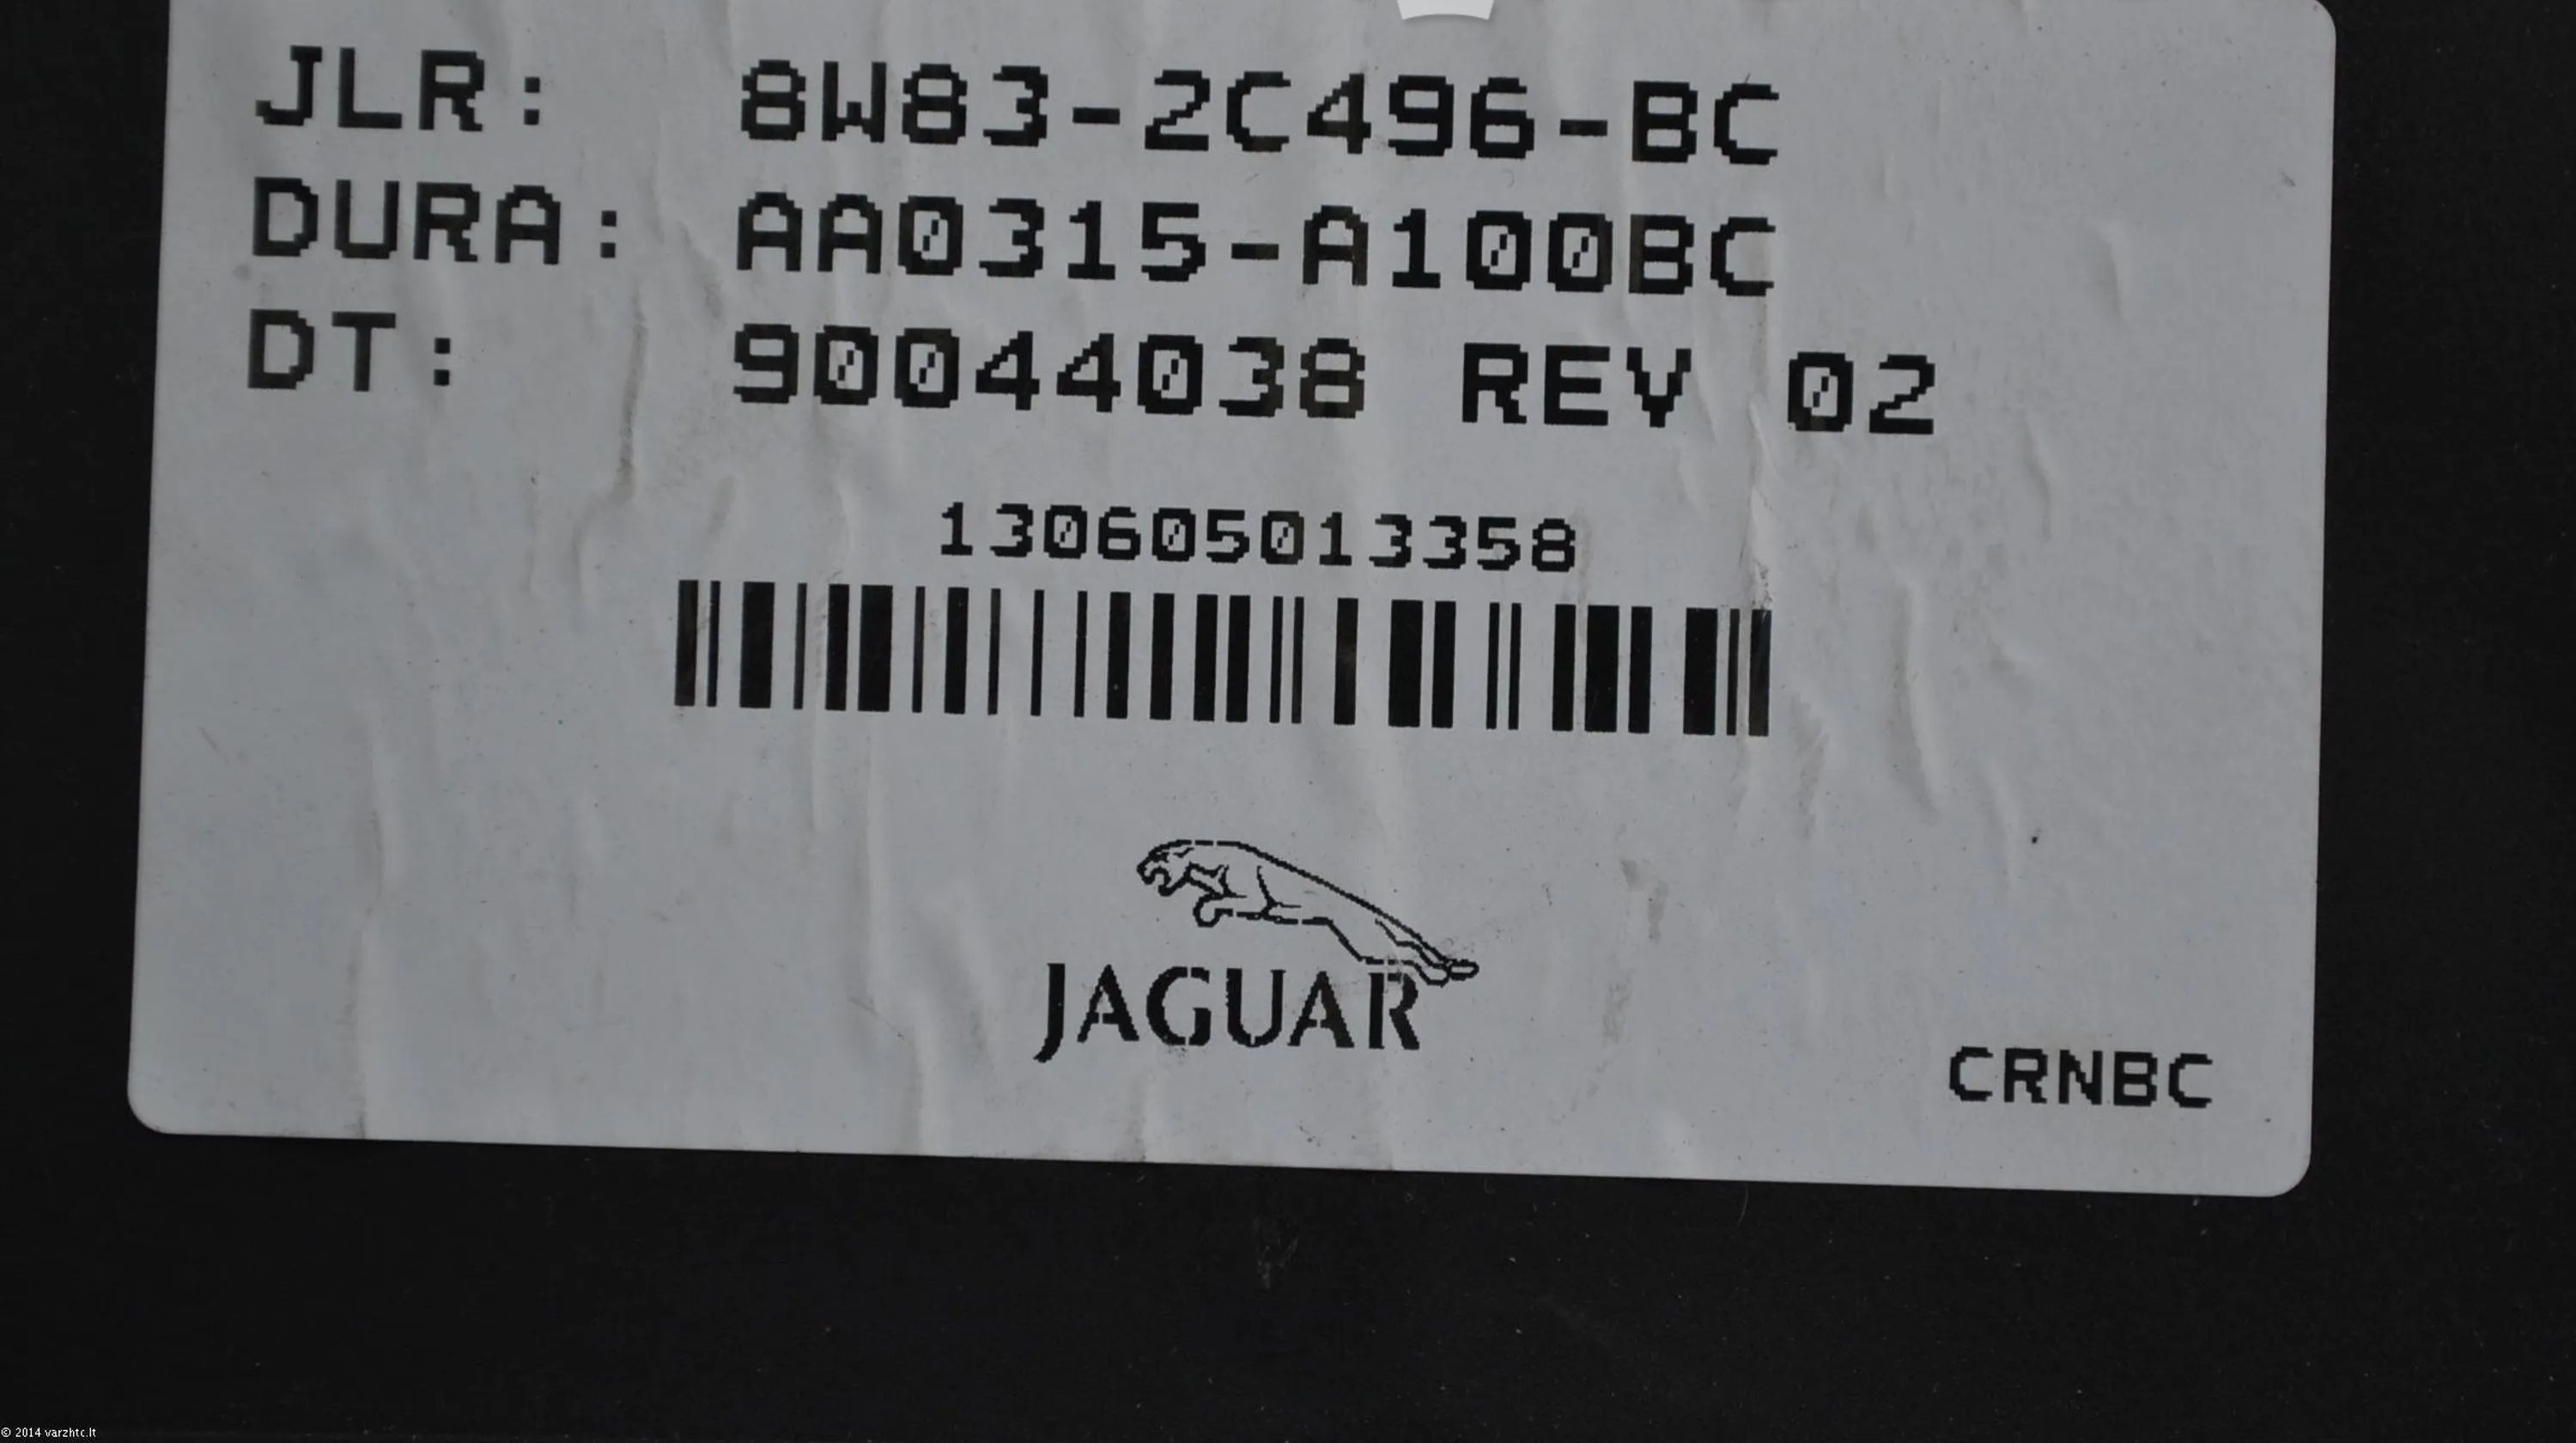 JLR: 8W83-2C496-BC
DURA: AA0315-A100BC
DT: 90044038 REV 02
130605013358
JAGUAR
CRNBC
© 2014 varzhtc.lt